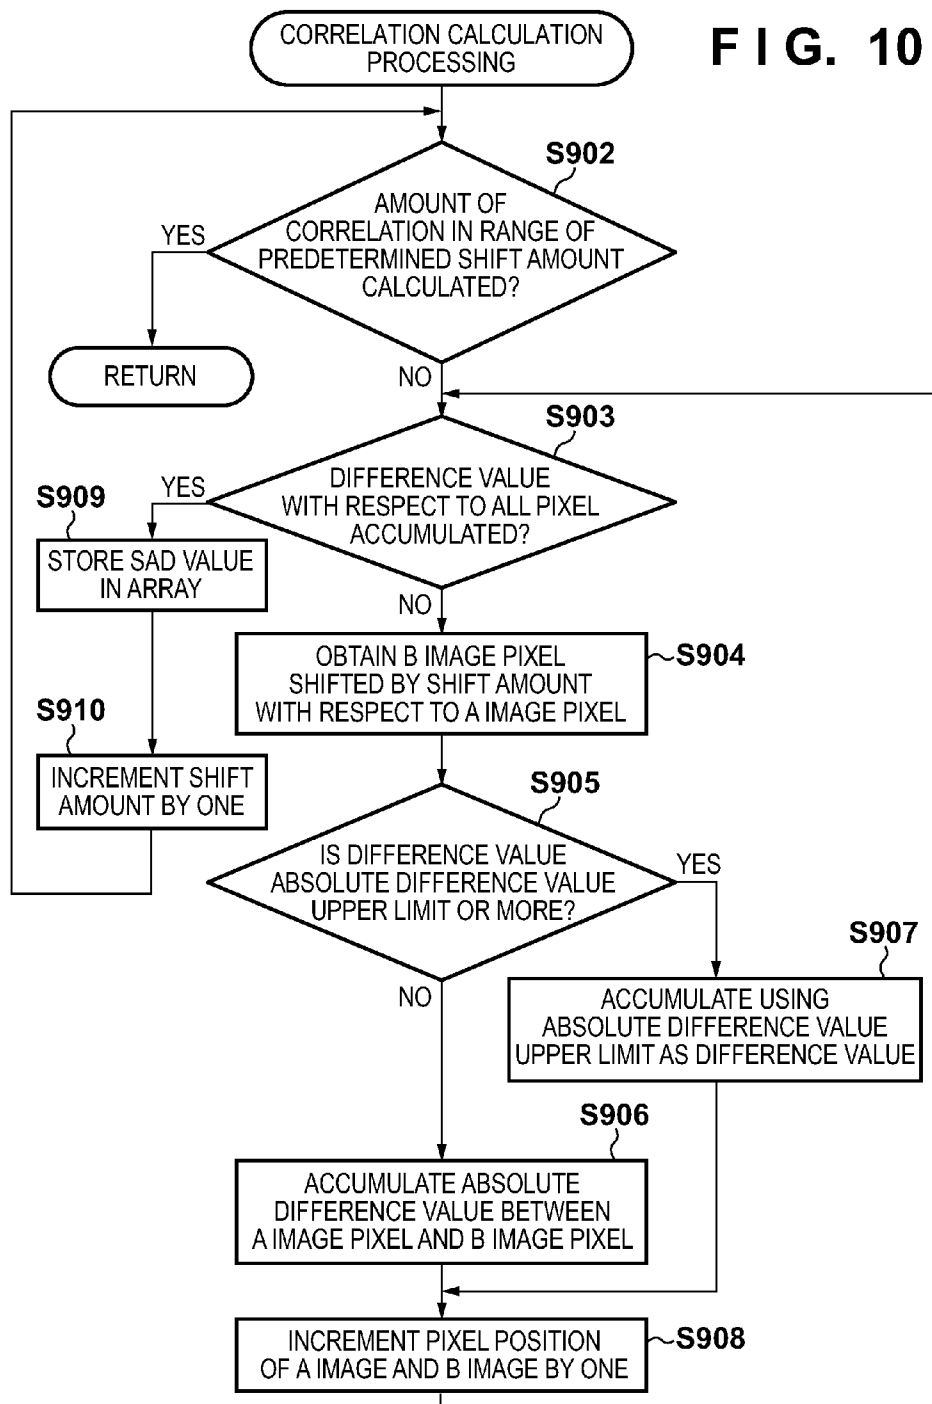 CORRELATION CALCULATION
PROCESSING
F I G. 10
S902
AMOUNT OF
CORRELATION IN RANGE OF
PREDETERMINED SHIFT AMOUNT
CALCULATED?
YES
RETURN
NO
S903
DIFFERENCE VALUE
WITH RESPECT TO ALL PIXEL
ACCUMULATED?
YES
S909
STORE SAD VALUE
IN ARRAY
NO
S904
OBTAIN B IMAGE PIXEL
SHIFTED BY SHIFT AMOUNT
WITH RESPECT TO A IMAGE PIXEL
S910
INCREMENT SHIFT
AMOUNT BY ONE
S905
IS DIFFERENCE VALUE
ABSOLUTE DIFFERENCE VALUE
UPPER LIMIT OR MORE?
YES
S907
ACCUMULATE USING
ABSOLUTE DIFFERENCE VALUE
UPPER LIMIT AS DIFFERENCE VALUE
NO
S906
ACCUMULATE ABSOLUTE
DIFFERENCE VALUE BETWEEN
A IMAGE PIXEL AND B IMAGE PIXEL
S908
INCREMENT PIXEL POSITION
OF A IMAGE AND B IMAGE BY ONE